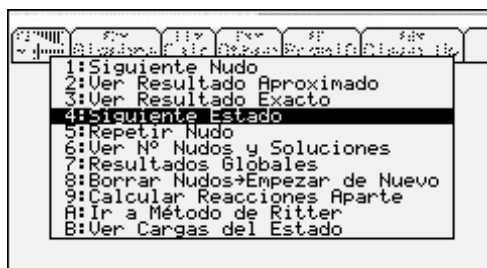 1:Siguiente Nudo
2:Ver Resultado Aproximado
3:Ver Resultado Exacto
4:Siguiente Estado
5:Repetir Nudo
6:Ver Nº Nudos y Soluciones
7:Resultados Globales
8:Borrar Nudos→Empezar de Nuevo
9:Calcular Reacciones Aparte
A:Ir a Método de Ritter
B:Ver Cargas del Estado